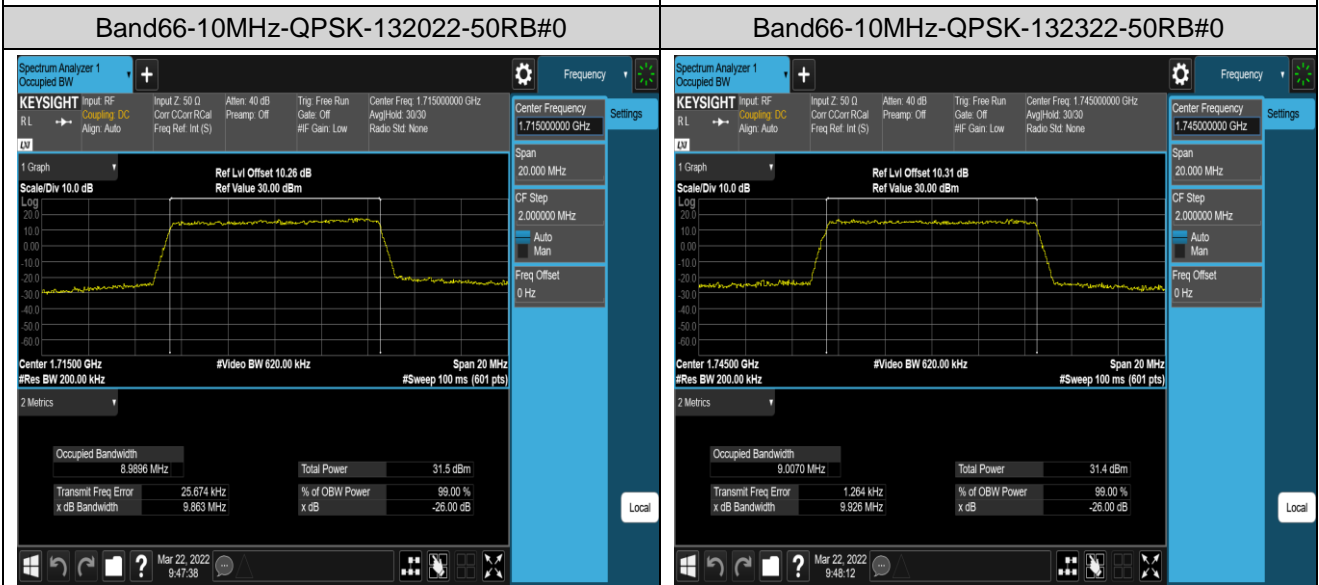 Band66-10MHz-QPSK-132022-50RB#0
Spectrum Analyzer 1
Occupied BW
+
Frequency
KEYSIGHT
RL
LXI
Input: RF
Coupling: DC
Align: Auto
Input Z: 50 Ω
Corr CCorr RCal
Freq Ref: Int (S)
Atten: 40 dB
Preamp: Off
Trig: Free Run
Gate: Off
#IF Gain: Low
Center Freq: 1.715000000 GHz
Avg|Hold: 30/30
Radio Std: None
Center Frequency
1.715000000 GHz
Settings
Span
20.000 MHz
CF Step
2.000000 MHz
Auto
Man
Freq Offset
0 Hz
Local
1 Graph
Scale/Div 10.0 dB
Ref Lvl Offset 10.26 dB
Ref Value 30.00 dBm
Log
20.0
10.0
0.00
-10.0
-20.0
-30.0
-40.0
-50.0
-60.0
Center 1.71500 GHz
#Video BW 620.00 kHz
Span 20 MHz
#Res BW 200.00 kHz
#Sweep 100 ms (601 pts)
2 Metrics
Occupied Bandwidth
8.9896 MHz
Total Power 31.5 dBm
Transmit Freq Error 25.674 kHz
% of OBW Power 99.00 %
x dB Bandwidth 9.863 MHz
x dB -26.00 dB
?
Mar 22, 2022
9:47:38
Band66-10MHz-QPSK-132322-50RB#0
Spectrum Analyzer 1
Occupied BW
+
Frequency
KEYSIGHT
RL
LXI
Input: RF
Coupling: DC
Align: Auto
Input Z: 50 Ω
Corr CCorr RCal
Freq Ref: Int (S)
Atten: 40 dB
Preamp: Off
Trig: Free Run
Gate: Off
#IF Gain: Low
Center Freq: 1.745000000 GHz
Avg|Hold: 30/30
Radio Std: None
Center Frequency
1.745000000 GHz
Settings
Span
20.000 MHz
CF Step
2.000000 MHz
Auto
Man
Freq Offset
0 Hz
Local
1 Graph
Scale/Div 10.0 dB
Ref Lvl Offset 10.31 dB
Ref Value 30.00 dBm
Log
20.0
10.0
0.00
-10.0
-20.0
-30.0
-40.0
-50.0
-60.0
Center 1.74500 GHz
#Video BW 620.00 kHz
Span 20 MHz
#Res BW 200.00 kHz
#Sweep 100 ms (601 pts)
2 Metrics
Occupied Bandwidth
9.0070 MHz
Total Power 31.4 dBm
Transmit Freq Error 1.264 kHz
% of OBW Power 99.00 %
x dB Bandwidth 9.926 MHz
x dB -26.00 dB
?
Mar 22, 2022
9:48:12